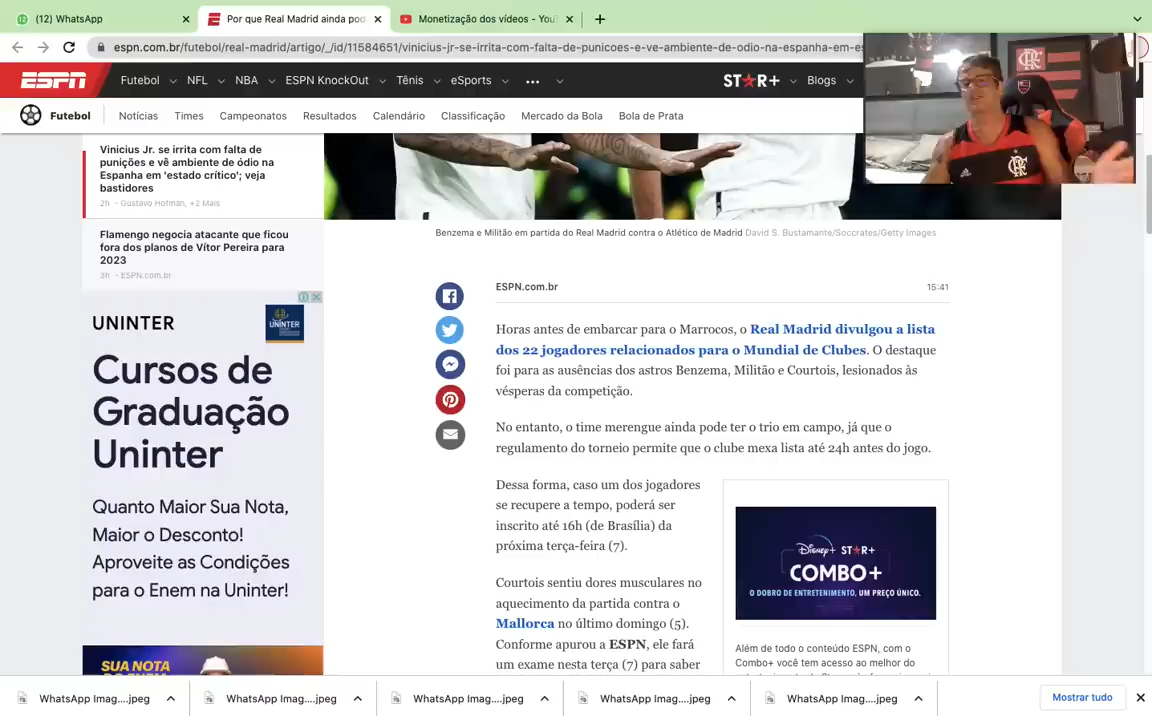 12 (12) WhatsApp
Por que Real Madrid ainda pod
Monetização dos vídeos - YouT
espn.com.br/futebol/real-madrid/artigo/_/id/11584651/vinicius-jr-se-irrita-com-falta-de-punicoes-e-ve-ambiente-de-odio-na-espanha-em-es
ESPN Futebol NFL NBA ESPN KnockOut Tênis eSports ••• STAR+ Blogs
Futebol Notícias Times Campeonatos Resultados Calendário Classificação Mercado da Bola Bola de Prata
Vinicius Jr. se irrita com falta de
punições e vê ambiente de ódio na
Espanha em 'estado crítico'; veja
bastidores
2h - Gustavo Hofman, +2 Mais
Flamengo negocia atacante que ficou
fora dos planos de Vítor Pereira para
2023
3h - ESPN.com.br
UNINTER
UNINTER
Cursos de
Graduação
Uninter
Quanto Maior Sua Nota,
Maior o Desconto!
Aproveite as Condições
para o Enem na Uninter!
SUA NOTA
DO ENEM
Benzema e Militão em partida do Real Madrid contra o Atlético de Madrid David S. Bustamante/Soccrates/Getty Images
ESPN.com.br 15:41
Horas antes de embarcar para o Marrocos, o Real Madrid divulgou a lista
dos 22 jogadores relacionados para o Mundial de Clubes. O destaque
foi para as ausências dos astros Benzema, Militão e Courtois, lesionados às
vésperas da competição.
No entanto, o time merengue ainda pode ter o trio em campo, já que o
regulamento do torneio permite que o clube mexa lista até 24h antes do jogo.
Dessa forma, caso um dos jogadores
se recupere a tempo, poderá ser
inscrito até 16h (de Brasília) da
próxima terça-feira (7).
Courtois sentiu dores musculares no
aquecimento da partida contra o
Mallorca no último domingo (5).
Conforme apurou a ESPN, ele fará
um exame nesta terça (7) para saber
Disney+ STAR+
COMBO+
O DOBRO DE ENTRETENIMENTO, UM PREÇO ÚNICO.
Além de todo o conteúdo ESPN, com o
Combo+ você tem acesso ao melhor do
WhatsApp Imag....jpeg WhatsApp Imag....jpeg WhatsApp Imag....jpeg WhatsApp Imag....jpeg WhatsApp Imag....jpeg Mostrar tudo